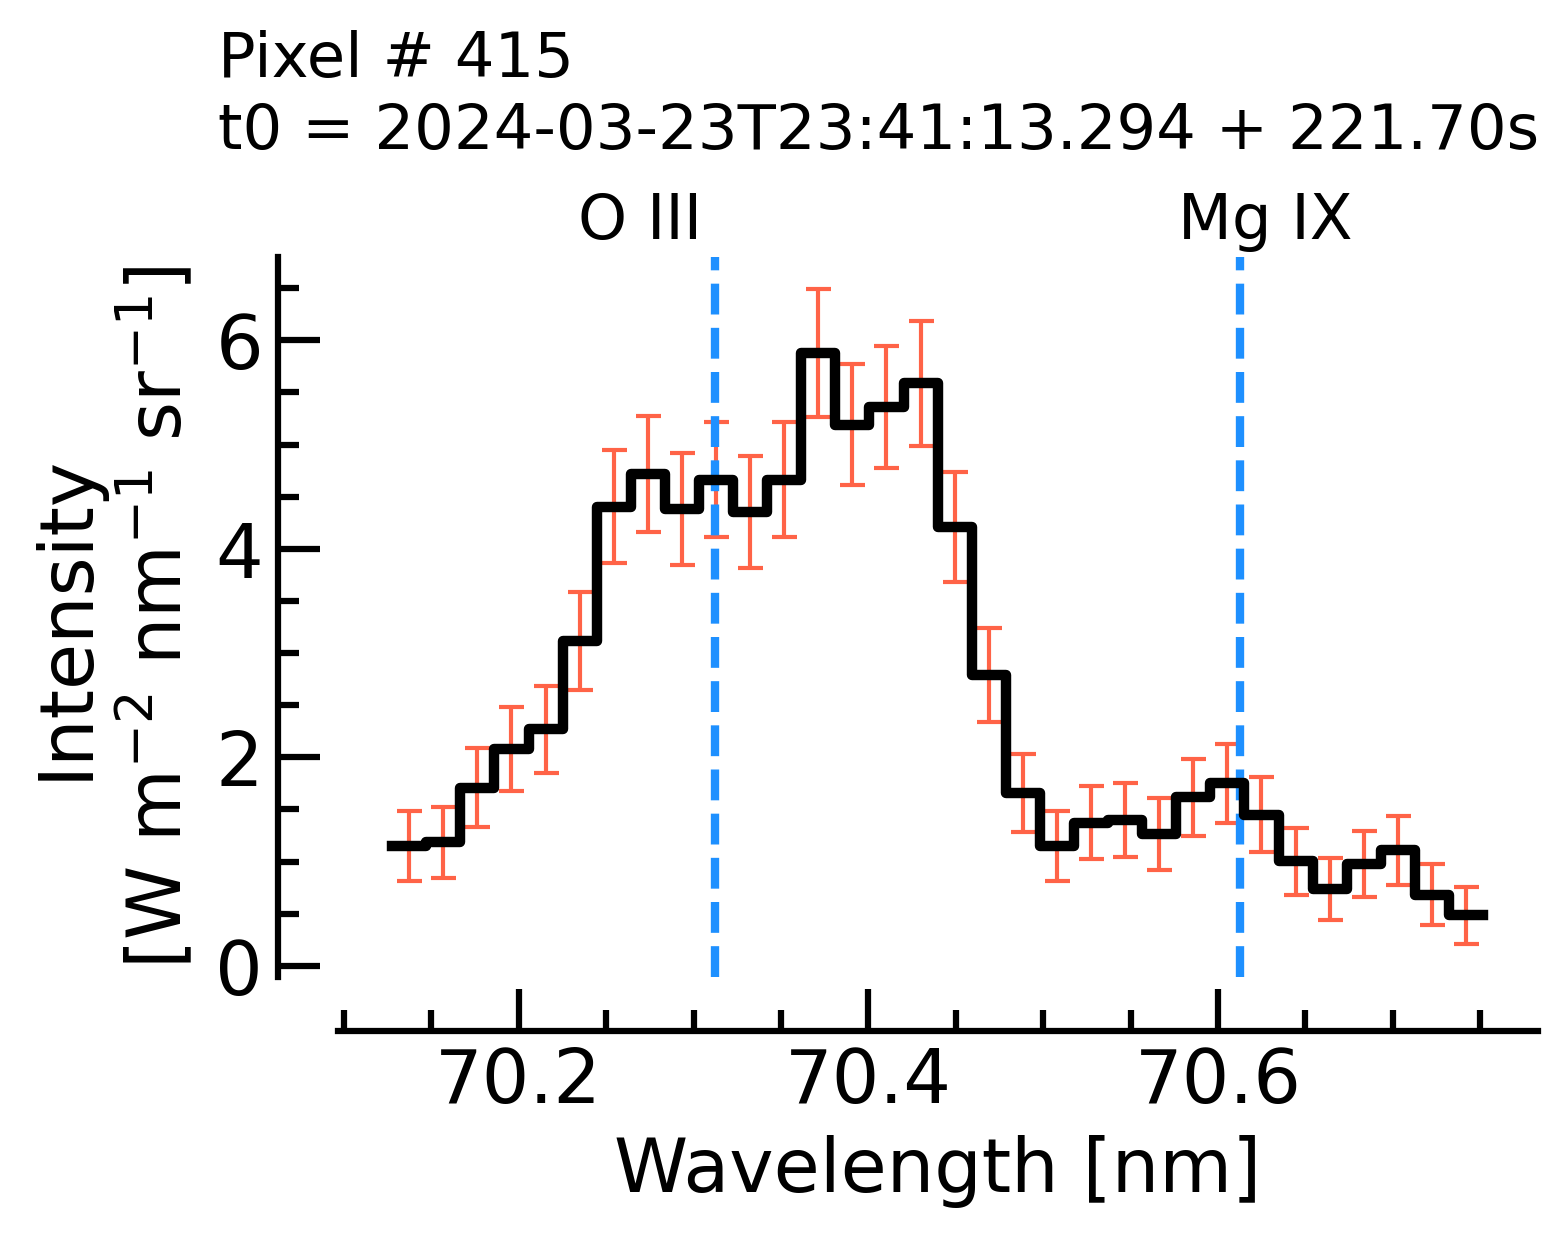 Pixel # 415
t0 = 2024-03-23T23:41:13.294 + 221.70s
O III
Mg IX
Intensity
[W m⁻² nm⁻¹ sr⁻¹]
6
4
2
0
70.2
70.4
70.6
Wavelength [nm]